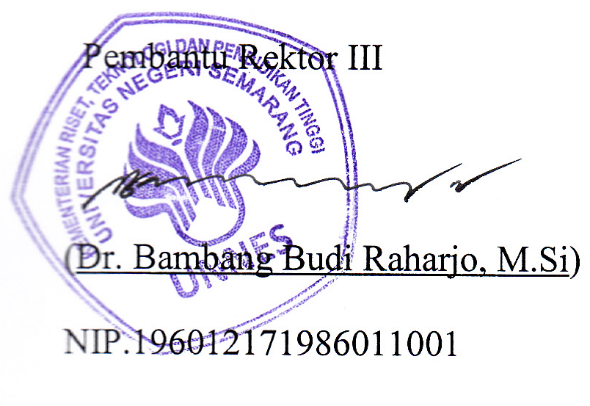 Pembantu Rektor III
KEMENTERIAN RISET, TEKNOLOGI DAN PENDIDIKAN TINGGI
UNIVERSITAS NEGERI SEMARANG
UNNES
(Dr. Bambang Budi Raharjo, M.Si)
NIP.196012171986011001